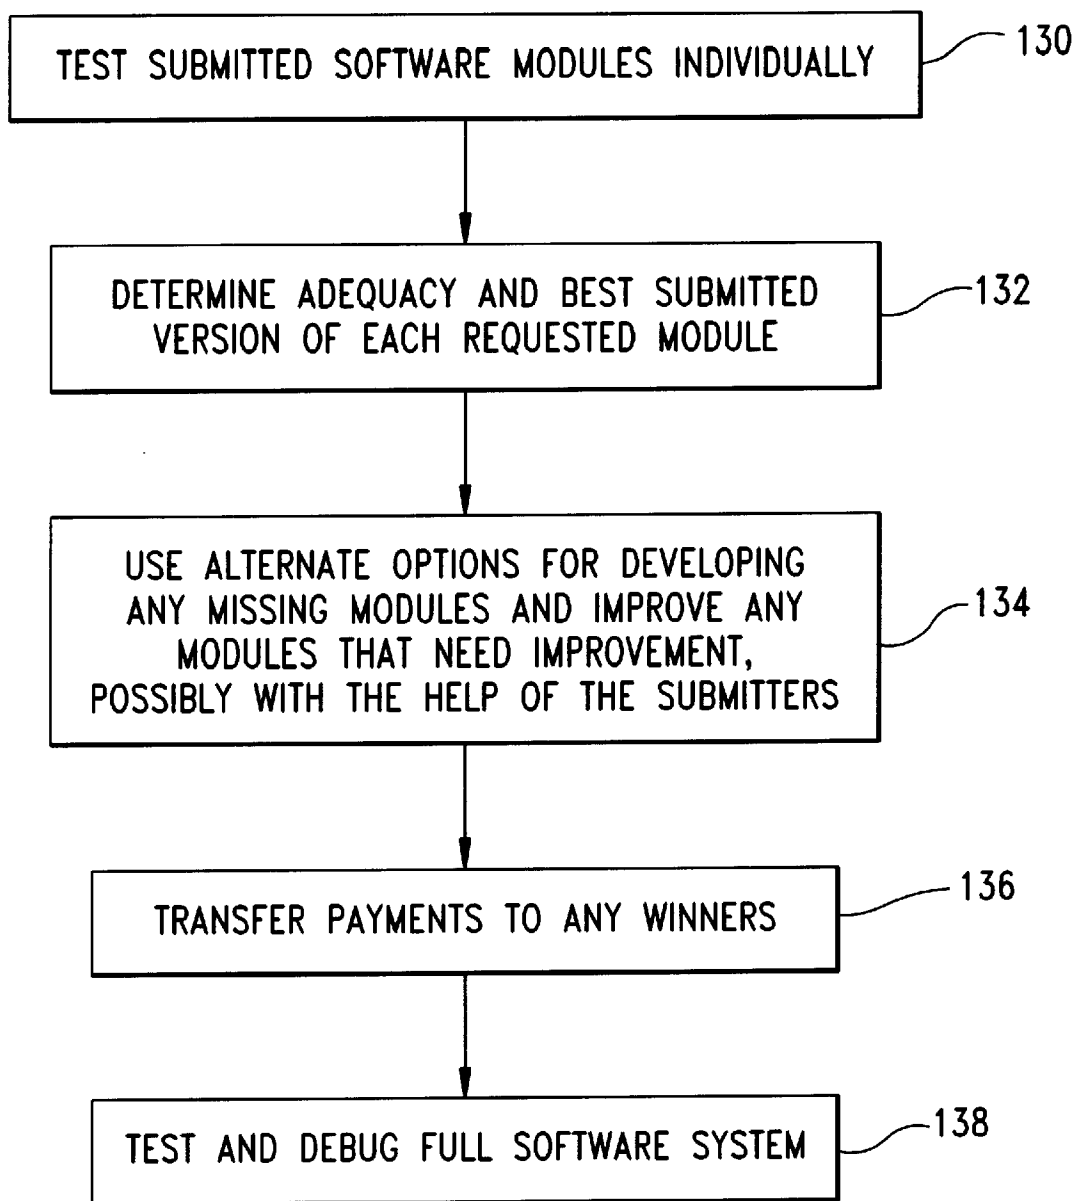 TEST SUBMITTED SOFTWARE MODULES INDIVIDUALLY
130
DETERMINE ADEQUACY AND BEST SUBMITTED
VERSION OF EACH REQUESTED MODULE
132
USE ALTERNATE OPTIONS FOR DEVELOPING
ANY MISSING MODULES AND IMPROVE ANY
MODULES THAT NEED IMPROVEMENT,
POSSIBLY WITH THE HELP OF THE SUBMITTERS
134
TRANSFER PAYMENTS TO ANY WINNERS
136
TEST AND DEBUG FULL SOFTWARE SYSTEM
138